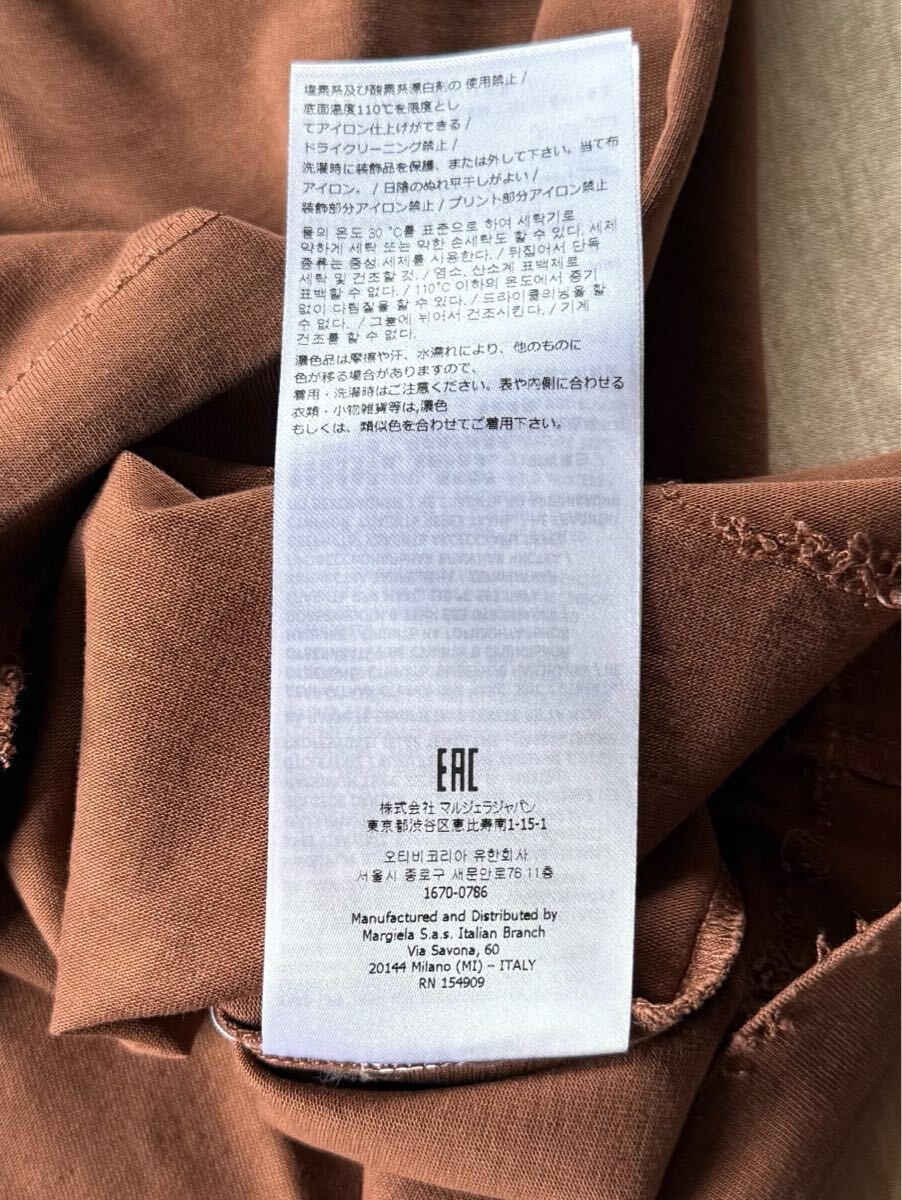 塩素系及び酸素系漂白剤の 使用禁止 /
底面温度110℃を限度とし
てアイロン仕上げができる /
ドライクリーニング禁止 /
洗濯時に装飾品を保護、または外して下さい。当て布
アイロン。 / 日陰のぬれ平干しがよい /
装飾部分アイロン禁止 / プリント部分アイロン禁止
물의 온도 30 °C를 표준으로 하여 세탁기로
약하게 세탁 또는 약한 손세탁도 할 수 있다. 세제
종류는 중성 세제를 사용한다. / 뒤집어서 단독
세탁 및 건조할 것. / 염소, 산소계 표백제로
표백할 수 없다. / 110°C 이하의 온도에서 증기
없이 다림질을 할 수 있다. / 드라이클리닝을 할
수 없다. / 그늘에 뉘어서 건조시킨다. / 기계
건조를 할 수 없다.
濃色品は摩擦や汗、水濡れにより、他のものに
色が移る場合がありますので、
着用・洗濯時はご注意ください。表や内側に合わせる
衣類・小物雑貨等は,濃色
もしくは、類似色を合わせてご着用下さい。
EAC
株式会社 マルジェラジャパン
東京都渋谷区恵比寿南1-15-1
오티비코리아 유한회사
서울시 종로구 새문안로76 11층
1670-0786
Manufactured and Distributed by
Margiela S.a.s. Italian Branch
Via Savona, 60
20144 Milano (MI) – ITALY
RN 154909